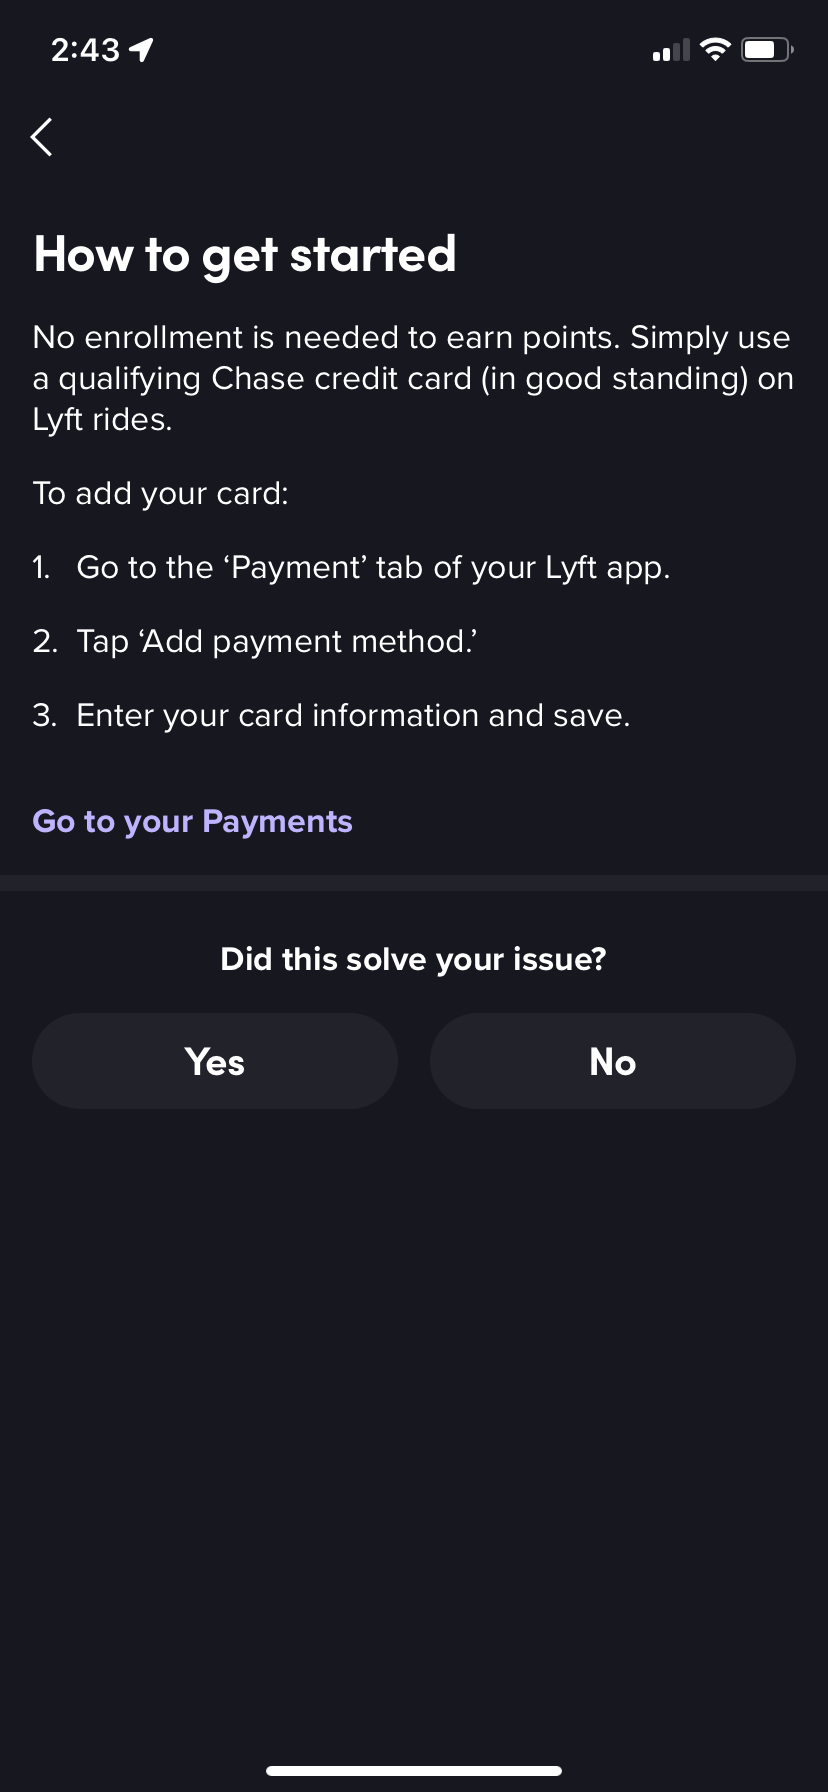 2:43
How to get started
No enrollment is needed to earn points. Simply use
a qualifying Chase credit card (in good standing) on
Lyft rides.
To add your card:
1. Go to the ‘Payment’ tab of your Lyft app.
2. Tap ‘Add payment method.’
3. Enter your card information and save.
Go to your Payments
Did this solve your issue?
Yes
No